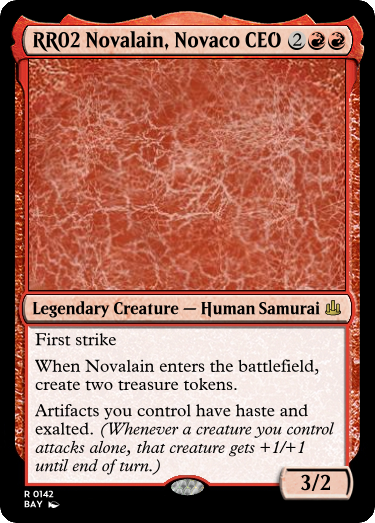 RR02 Novalain, Novaco CEO 2
Legendary Creature — Human Samurai
First strike
When Novalain enters the battlefield,
create two treasure tokens.
Artifacts you control have haste and
exalted. (Whenever a creature you control
attacks alone, that creature gets +1/+1
until end of turn.)
3/2
R 0142
BAY